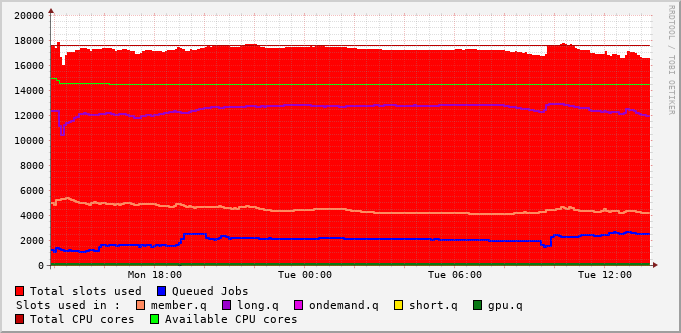 20000
18000
16000
14000
12000
10000
8000
6000
4000
2000
0
Mon 18:00 Tue 00:00 Tue 06:00 Tue 12:00
RRDTOOL / TOBI OETIKER
Total slots used Queued Jobs
Slots used in : member.q long.q ondemand.q short.q gpu.q
Total CPU cores Available CPU cores